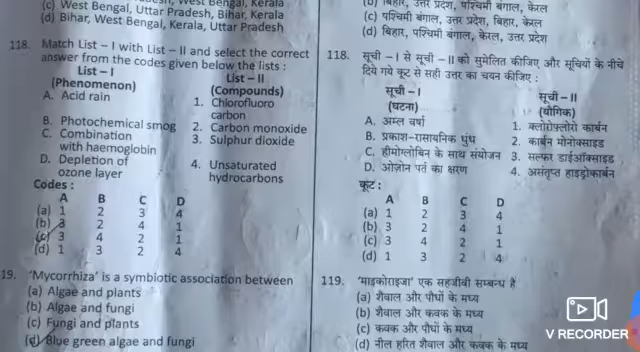 (c) West Bengal, Uttar Pradesh, Bihar, Kerala
(d) Bihar, West Bengal, Kerala, Uttar Pradesh
118. Match List – I with List – II and select the correct
answer from the codes given below the lists :
List – I List – II
(Phenomenon) (Compounds)
A. Acid rain 1. Chlorofluoro
carbon
B. Photochemical smog 2. Carbon monoxide
C. Combination 3. Sulphur dioxide
with haemoglobin
D. Depletion of 4. Unsaturated
ozone layer hydrocarbons
Codes :
A B C D
(a) 1 2 3 4
(b) 3 2 4 1
(c) 3 4 2 1
(d) 1 3 2 4
19. ‘Mycorrhiza’ is a symbiotic association between
(a) Algae and plants
(b) Algae and fungi
(c) Fungi and plants
(d) Blue green algae and fungi
(b) बिहार, उत्तर प्रदेश, पश्चिमी बंगाल, केरल
(c) पश्चिमी बंगाल, उत्तर प्रदेश, बिहार, केरल
(d) बिहार, पश्चिमी बंगाल, केरल, उत्तर प्रदेश
118. सूची – I से सूची – II को सुमेलित कीजिए और सूचियों के नीचे
दिये गये कूट से सही उत्तर का चयन कीजिए :
सूची – I सूची – II
(घटना) (यौगिक)
A. अम्ल वर्षा 1. क्लोरोफ्लोरो कार्बन
B. प्रकाश-रासायनिक धुंध 2. कार्बन मोनोक्साइड
C. हीमोग्लोबिन के साथ संयोजन 3. सल्फर डाईऑक्साइड
D. ओज़ोन पर्त का क्षरण 4. असंतृप्त हाइड्रोकार्बन
कूट :
A B C D
(a) 1 2 3 4
(b) 3 2 4 1
(c) 3 4 2 1
(d) 1 3 2 4
119. ‘माइकोराइजा’ एक सहजीवी सम्बन्ध है
(a) शैवाल और पौधों के मध्य
(b) शैवाल और कवक के मध्य
(c) कवक और पौधों के मध्य
(d) नील हरित शैवाल और कवक के मध्य
V RECORDER